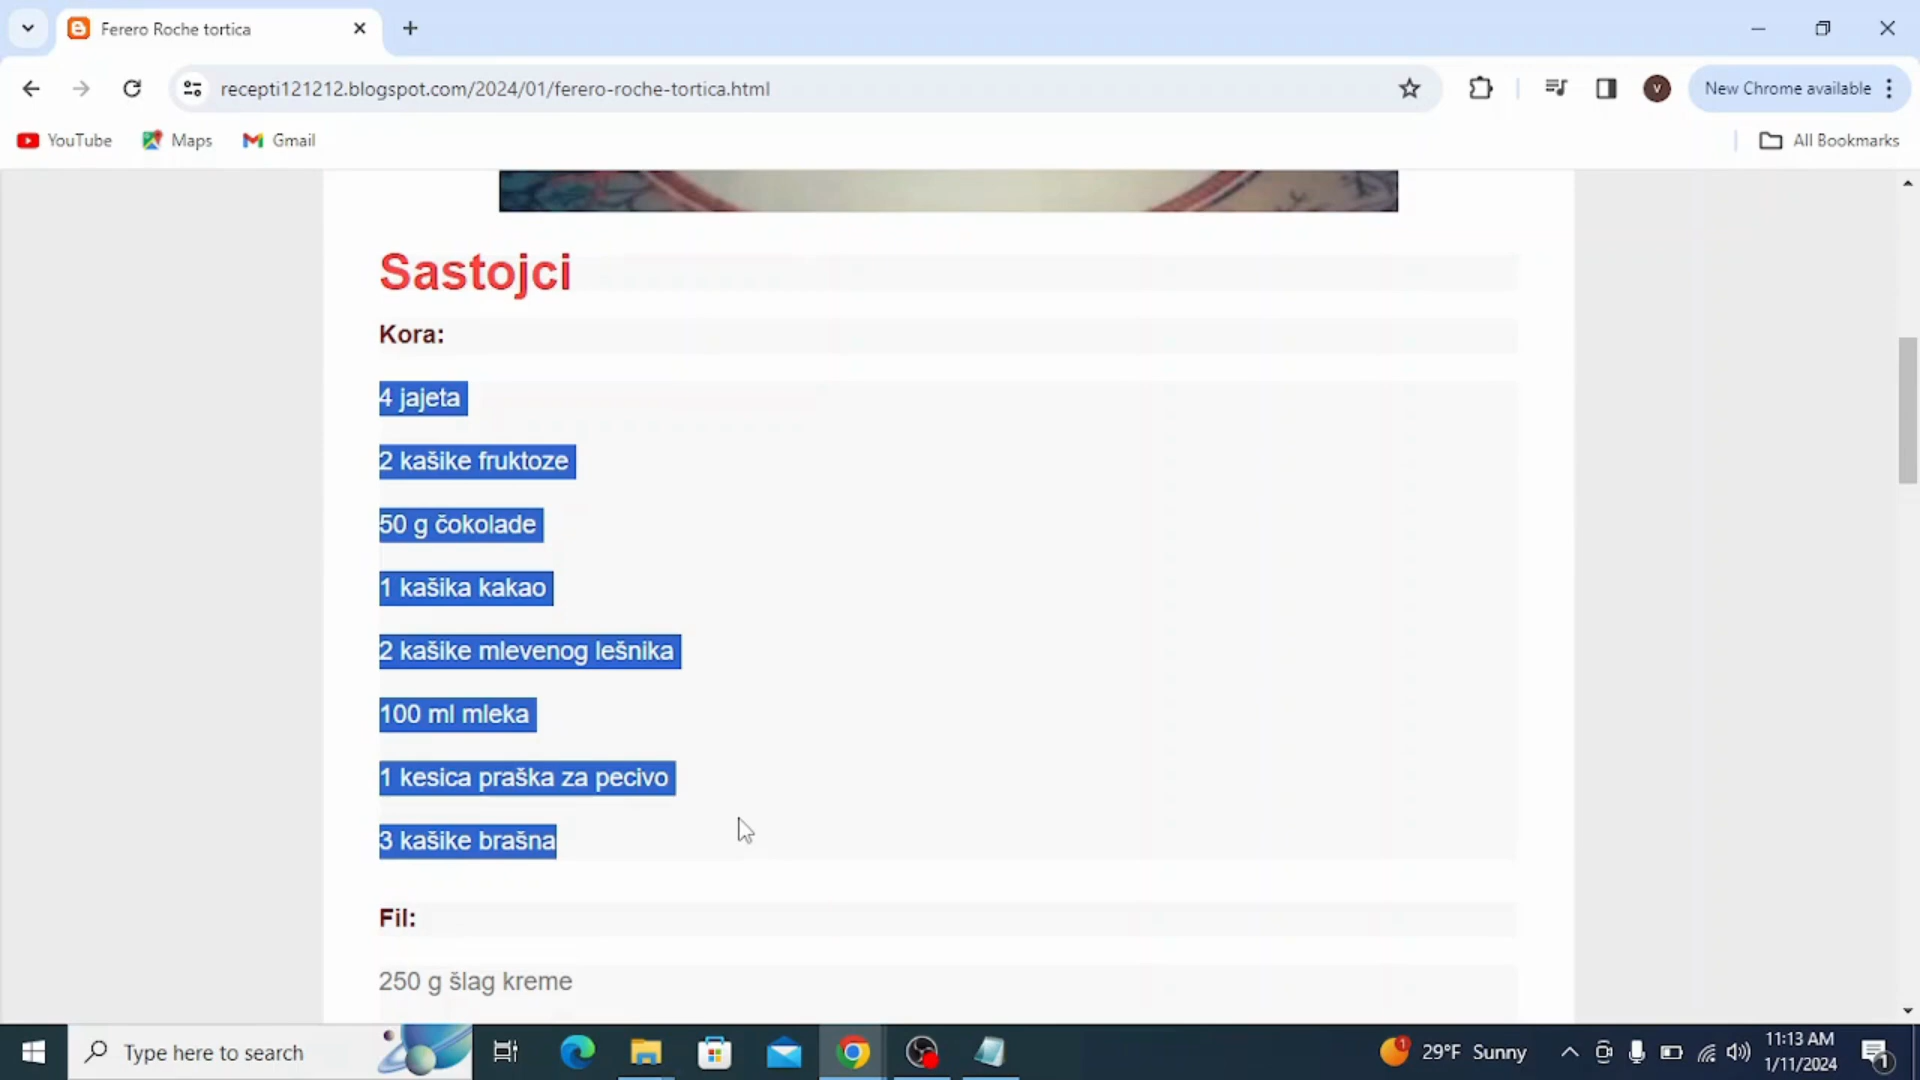 Ferero Roche tortica
recepti121212.blogspot.com/2024/01/ferero-roche-tortica.html
V
New Chrome available
YouTube
Maps
Gmail
All Bookmarks
Sastojci
Kora:
4 jajeta
2 kašike fruktoze
50 g čokolade
1 kašika kakao
2 kašike mlevenog lešnika
100 ml mleka
1 kesica praška za pecivo
3 kašike brašna
Fil:
250 g šlag kreme
Type here to search
1
29°F Sunny
11:13 AM
1/11/2024
1